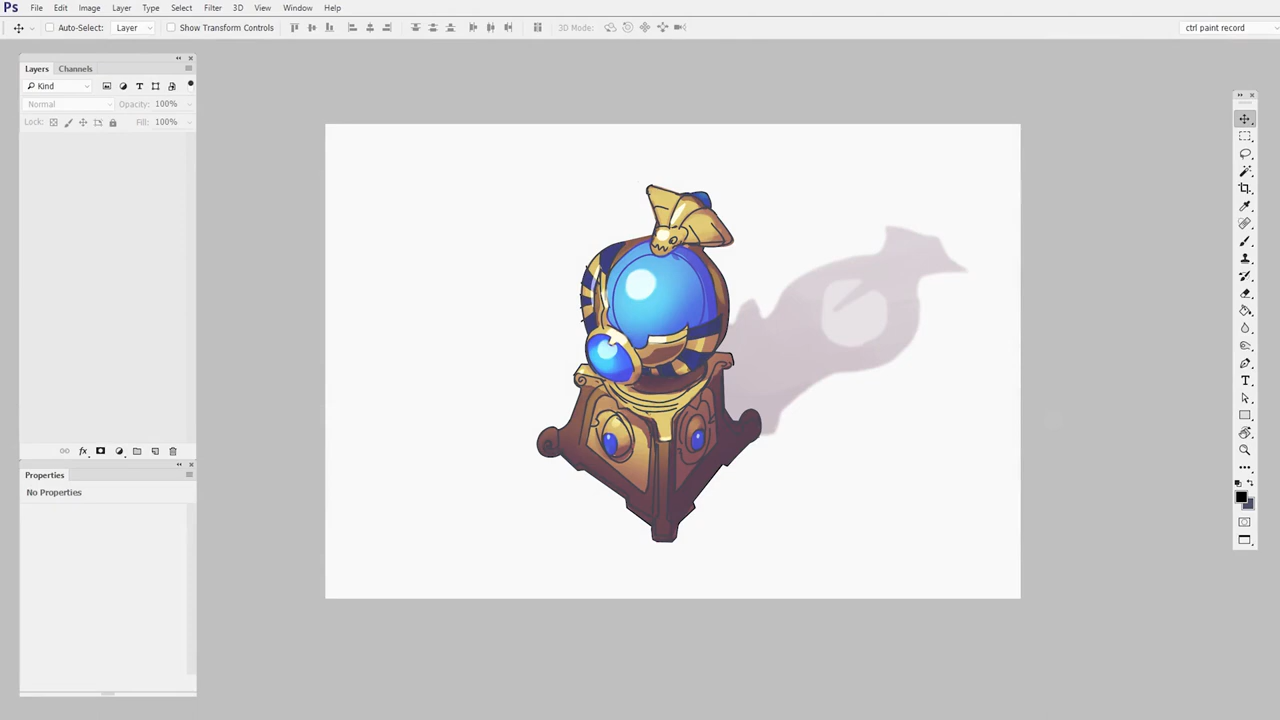 Ps File Edit Image Layer Type Select Filter 3D View Window Help
Auto-Select: Layer Show Transform Controls 3D Mode: ctrl paint record
Layers Channels
Kind
Normal Opacity: 100%
Lock: Fill: 100%
fx
Properties
No Properties